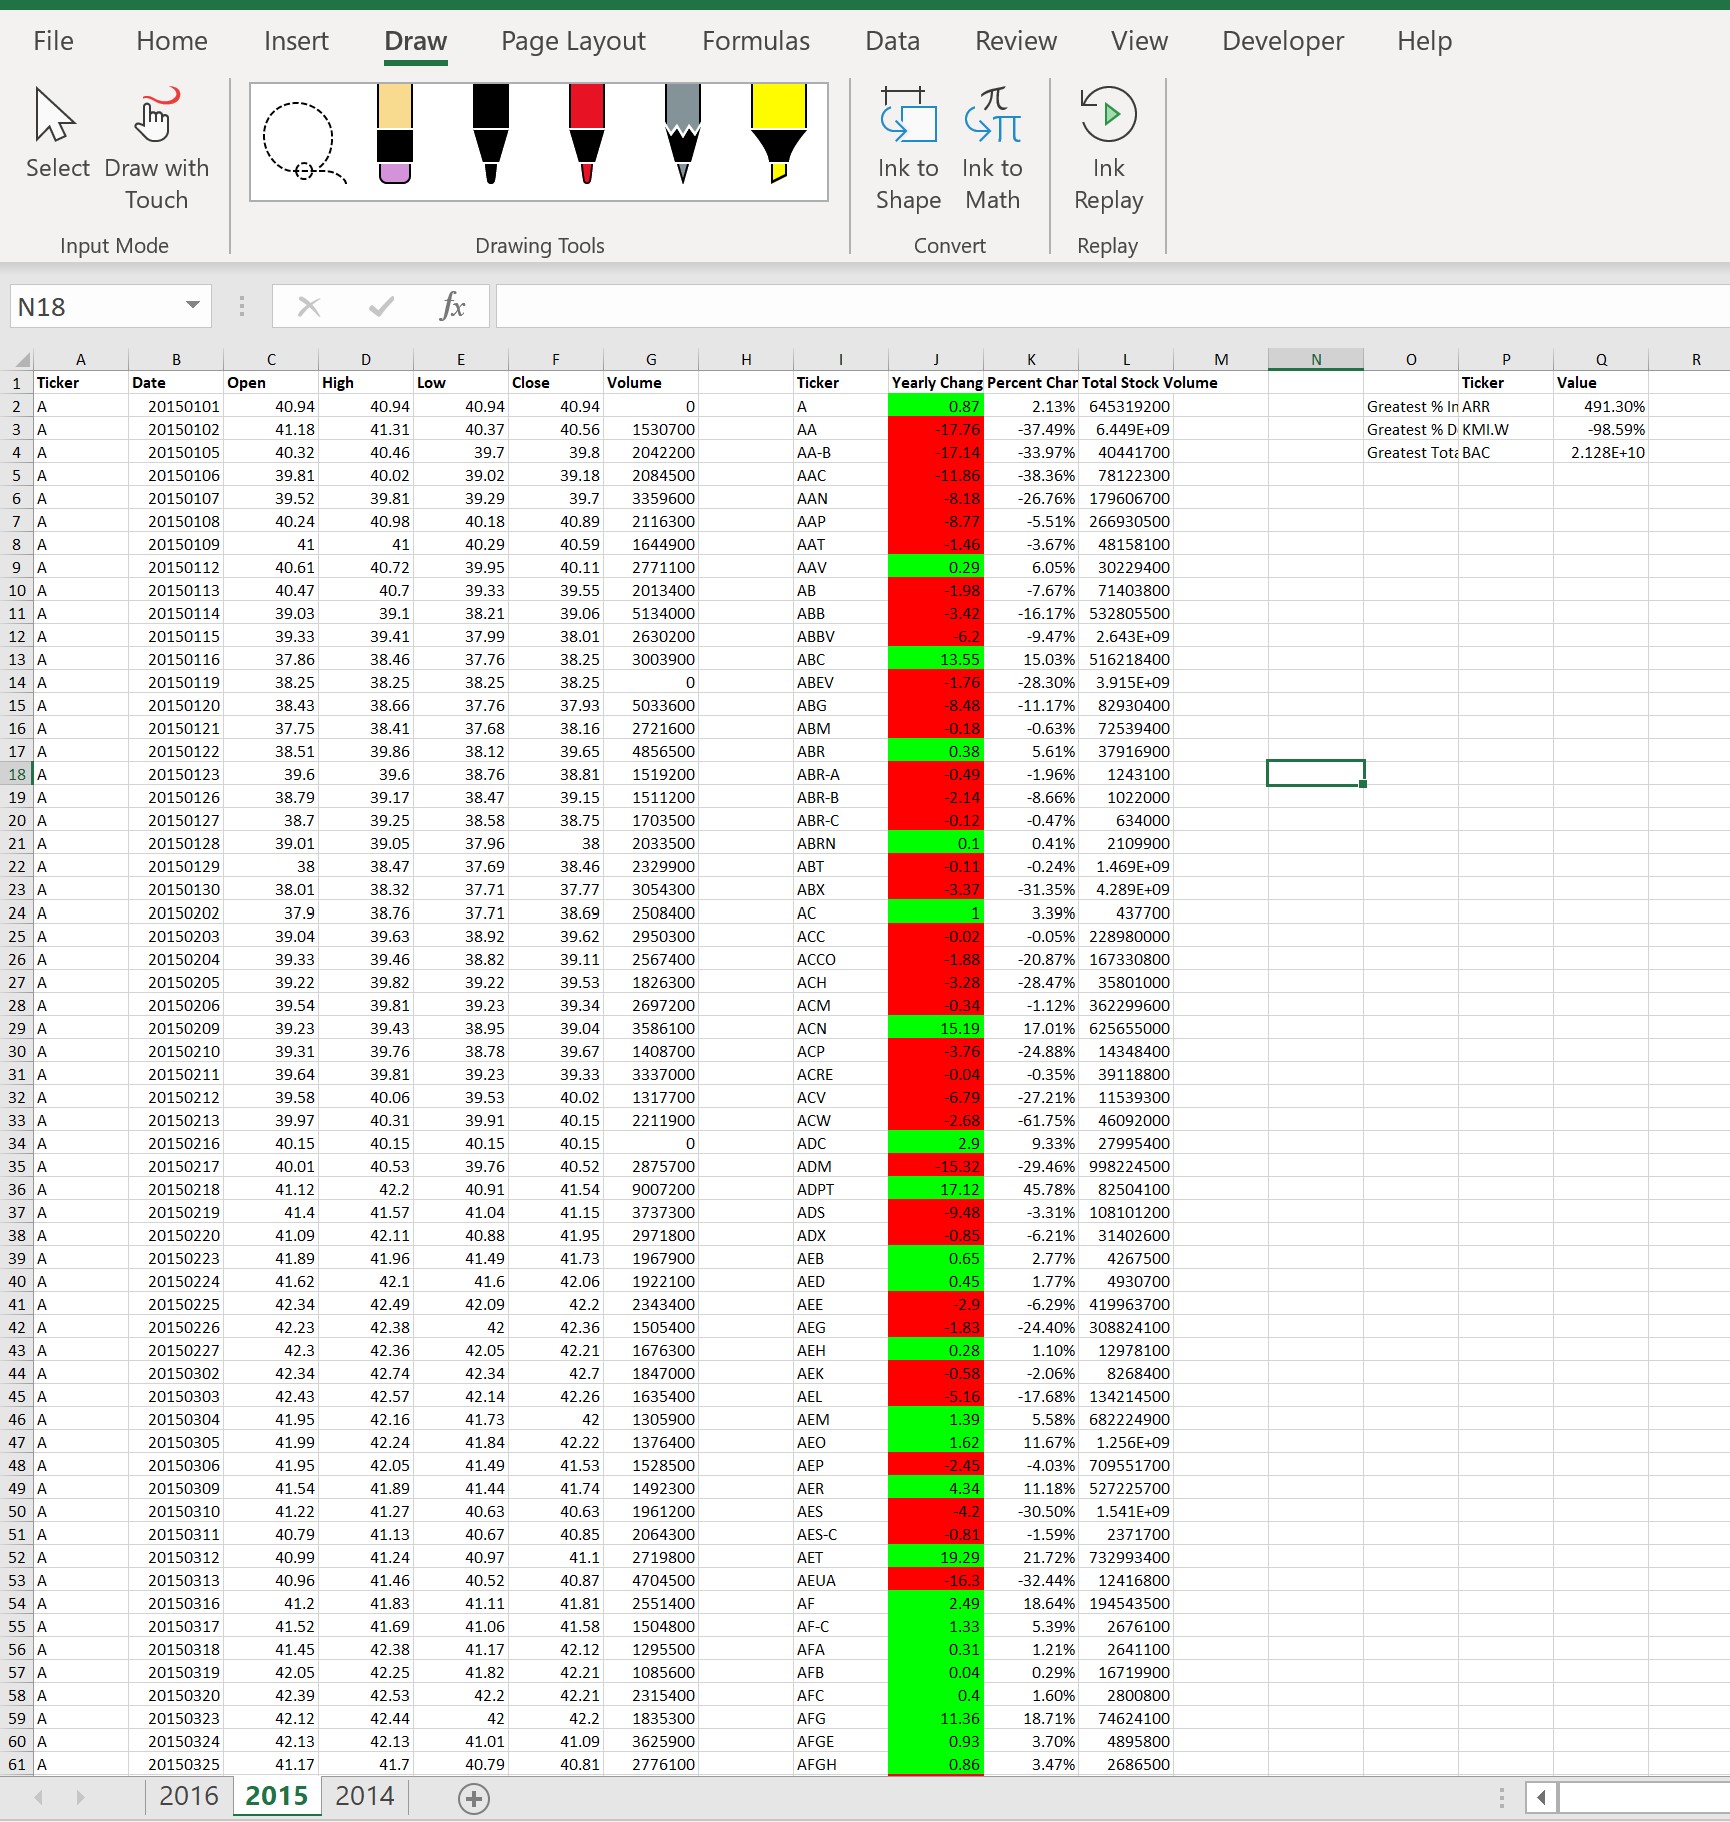 File Home Insert Draw Page Layout Formulas Data Review View Developer Help
Select Draw with Touch Ink to Shape Ink to Math Ink Replay
Input Mode Drawing Tools Convert Replay
N18 fx
A B C D E F G H I J K L M N O P Q R
1 Ticker Date Open High Low Close Volume Ticker Yearly Chang Percent Char Total Stock Volume Ticker Value
2 A 20150101 40.94 40.94 40.94 40.94 0 A 0.87 2.13% 645319200 Greatest % In ARR 491.30%
3 A 20150102 41.18 41.31 40.37 40.56 1530700 AA -17.76 -37.49% 6.449E+09 Greatest % D KMI.W -98.59%
4 A 20150105 40.32 40.46 39.7 39.8 2042200 AA-B -17.14 -33.97% 40441700 Greatest Tota BAC 2.128E+10
5 A 20150106 39.81 40.02 39.02 39.18 2084500 AAC -11.86 -38.36% 78122300
6 A 20150107 39.52 39.81 39.29 39.7 3359600 AAN -8.18 -26.76% 179606700
7 A 20150108 40.24 40.98 40.18 40.89 2116300 AAP -8.77 -5.51% 266930500
8 A 20150109 41 41 40.29 40.59 1644900 AAT -1.46 -3.67% 48158100
9 A 20150112 40.61 40.72 39.95 40.11 2771100 AAV 0.29 6.05% 30229400
10 A 20150113 40.47 40.7 39.33 39.55 2013400 AB -1.98 -7.67% 71403800
11 A 20150114 39.03 39.1 38.21 39.06 5134000 ABB -3.42 -16.17% 532805500
12 A 20150115 39.33 39.41 37.99 38.01 2630200 ABBV -6.2 -9.47% 2.643E+09
13 A 20150116 37.86 38.46 37.76 38.25 3003900 ABC 13.55 15.03% 516218400
14 A 20150119 38.25 38.25 38.25 38.25 0 ABEV -1.76 -28.30% 3.915E+09
15 A 20150120 38.43 38.66 37.76 37.93 5033600 ABG -8.48 -11.17% 82930400
16 A 20150121 37.75 38.41 37.68 38.16 2721600 ABM -0.18 -0.63% 72539400
17 A 20150122 38.51 39.86 38.12 39.65 4856500 ABR 0.38 5.61% 37916900
18 A 20150123 39.6 39.6 38.76 38.81 1519200 ABR-A -0.49 -1.96% 1243100
19 A 20150126 38.79 39.17 38.47 39.15 1511200 ABR-B -2.14 -8.66% 1022000
20 A 20150127 38.7 39.25 38.58 38.75 1703500 ABR-C -0.12 -0.47% 634000
21 A 20150128 39.01 39.05 37.96 38 2033500 ABRN 0.1 0.41% 2109900
22 A 20150129 38 38.47 37.69 38.46 2329900 ABT -0.11 -0.24% 1.469E+09
23 A 20150130 38.01 38.32 37.71 37.77 3054300 ABX -3.37 -31.35% 4.289E+09
24 A 20150202 37.9 38.76 37.71 38.69 2508400 AC 1 3.39% 437700
25 A 20150203 39.04 39.63 38.92 39.62 2950300 ACC -0.02 -0.05% 228980000
26 A 20150204 39.33 39.46 38.82 39.11 2567400 ACCO -1.88 -20.87% 167330800
27 A 20150205 39.22 39.82 39.22 39.53 1826300 ACH -3.28 -28.47% 35801000
28 A 20150206 39.54 39.81 39.23 39.34 2697200 ACM -0.34 -1.12% 362299600
29 A 20150209 39.23 39.43 38.95 39.04 3586100 ACN 15.19 17.01% 625655000
30 A 20150210 39.31 39.76 38.78 39.67 1408700 ACP -3.76 -24.88% 14348400
31 A 20150211 39.64 39.81 39.23 39.33 3337000 ACRE -0.04 -0.35% 39118800
32 A 20150212 39.58 40.06 39.53 40.02 1317700 ACV -6.79 -27.21% 11539300
33 A 20150213 39.97 40.31 39.91 40.15 2211900 ACW -2.68 -61.75% 46092000
34 A 20150216 40.15 40.15 40.15 40.15 0 ADC 2.9 9.33% 27995400
35 A 20150217 40.01 40.53 39.76 40.52 2875700 ADM -15.32 -29.46% 998224500
36 A 20150218 41.12 42.2 40.91 41.54 9007200 ADPT 17.12 45.78% 82504100
37 A 20150219 41.4 41.57 41.04 41.15 3737300 ADS -9.48 -3.31% 108101200
38 A 20150220 41.09 42.11 40.88 41.95 2971800 ADX -0.85 -6.21% 31402600
39 A 20150223 41.89 41.96 41.49 41.73 1967900 AEB 0.65 2.77% 4267500
40 A 20150224 41.62 42.1 41.6 42.06 1922100 AED 0.45 1.77% 4930700
41 A 20150225 42.34 42.49 42.09 42.2 2343400 AEE -2.9 -6.29% 419963700
42 A 20150226 42.23 42.38 42 42.36 1505400 AEG -1.83 -24.40% 308824100
43 A 20150227 42.3 42.36 42.05 42.21 1676300 AEH 0.28 1.10% 12978100
44 A 20150302 42.34 42.74 42.34 42.7 1847000 AEK -0.58 -2.06% 8268400
45 A 20150303 42.43 42.57 42.14 42.26 1635400 AEL -5.16 -17.68% 134214500
46 A 20150304 41.95 42.16 41.73 42 1305900 AEM 1.39 5.58% 682224900
47 A 20150305 41.99 42.24 41.84 42.22 1376400 AEO 1.62 11.67% 1.256E+09
48 A 20150306 41.95 42.05 41.49 41.53 1528500 AEP -2.45 -4.03% 709551700
49 A 20150309 41.54 41.89 41.44 41.74 1492300 AER 4.34 11.18% 527225700
50 A 20150310 41.22 41.27 40.63 40.63 1961200 AES -4.2 -30.50% 1.541E+09
51 A 20150311 40.79 41.13 40.67 40.85 2064300 AES-C -0.81 -1.59% 2371700
52 A 20150312 40.99 41.24 40.97 41.1 2719800 AET 19.29 21.72% 732993400
53 A 20150313 40.96 41.46 40.52 40.87 4704500 AEUA -16.3 -32.44% 12416800
54 A 20150316 41.2 41.83 41.11 41.81 2551400 AF 2.49 18.64% 194543500
55 A 20150317 41.52 41.69 41.06 41.58 1504800 AF-C 1.33 5.39% 2676100
56 A 20150318 41.45 42.38 41.17 42.12 1295500 AFA 0.31 1.21% 2641100
57 A 20150319 42.05 42.25 41.82 42.21 1085600 AFB 0.04 0.29% 16719900
58 A 20150320 42.39 42.53 42.2 42.21 2315400 AFC 0.4 1.60% 2800800
59 A 20150323 42.12 42.44 42 42.2 1835300 AFG 11.36 18.71% 74624100
60 A 20150324 42.13 42.13 41.01 41.09 3625900 AFGE 0.93 3.70% 4895800
61 A 20150325 41.17 41.7 40.79 40.81 2776100 AFGH 0.86 3.47% 2686500
2016 2015 2014